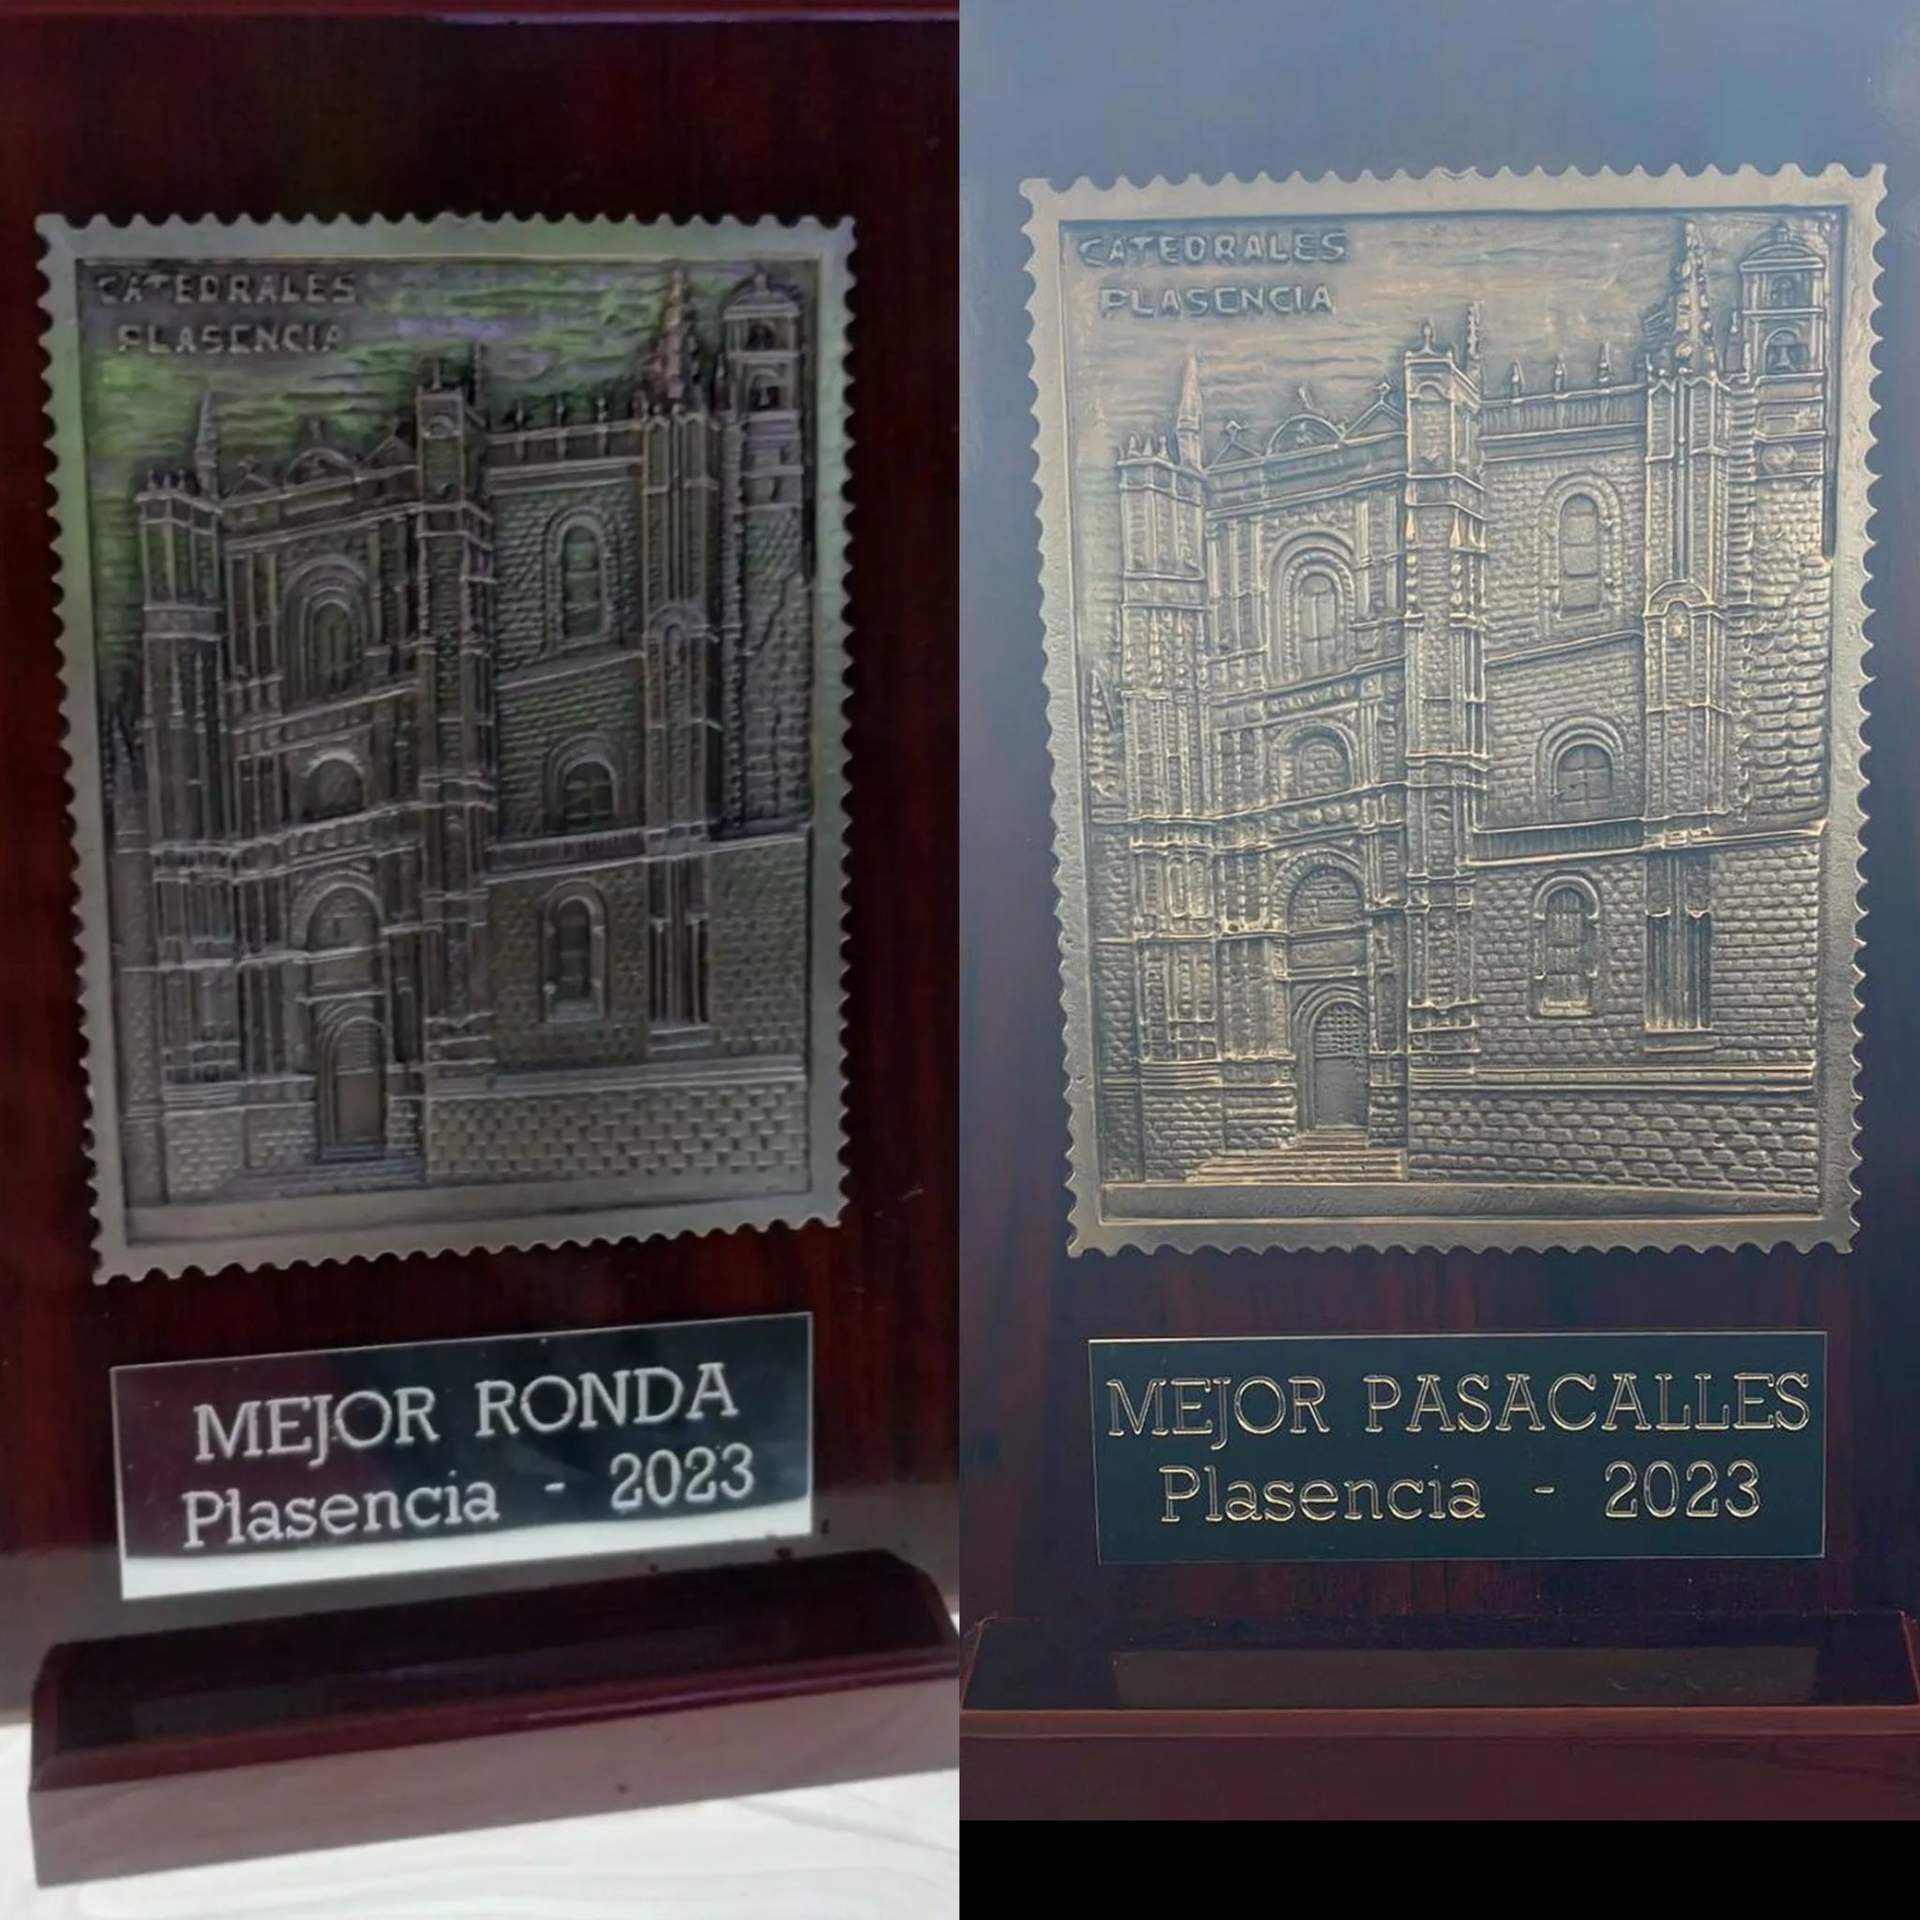 CATEDRALES
PLASENCIA
MEJOR RONDA
Plasencia - 2023
CATEDRALES
PLASENCIA
MEJOR PASACALLES
Plasencia - 2023